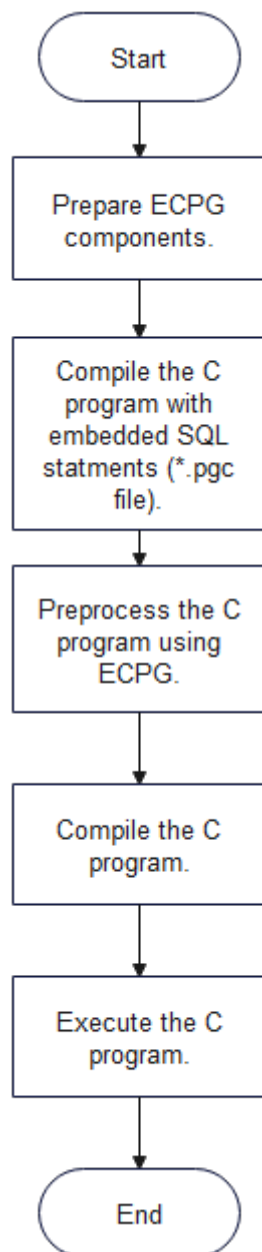 Start
Prepare ECPG
components.
Compile the C
program with
embedded SQL
statments (*.pgc
file).
Preprocess the C
program using
ECPG.
Compile the C
program.
Execute the C
program.
End